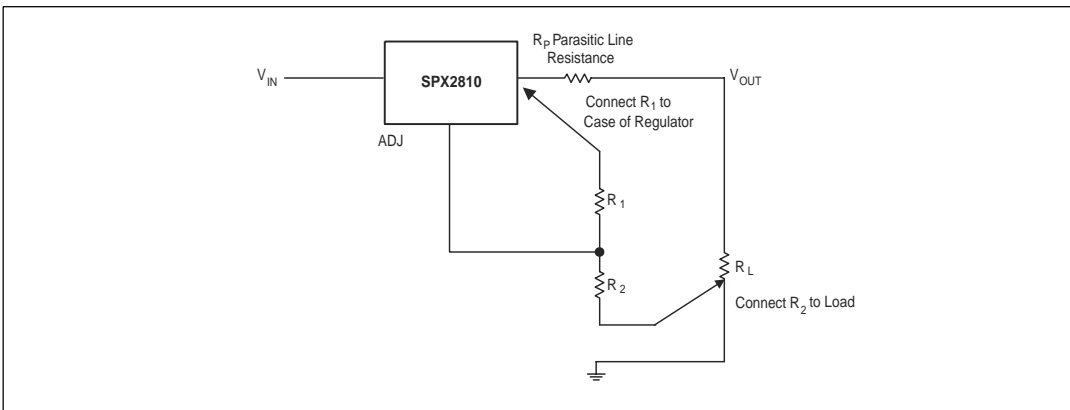 R_P Parasitic Line
Resistance
V_IN
SPX2810
V_OUT
Connect R_1 to
Case of Regulator
ADJ
R_1
R_2
R_L
Connect R_2 to Load